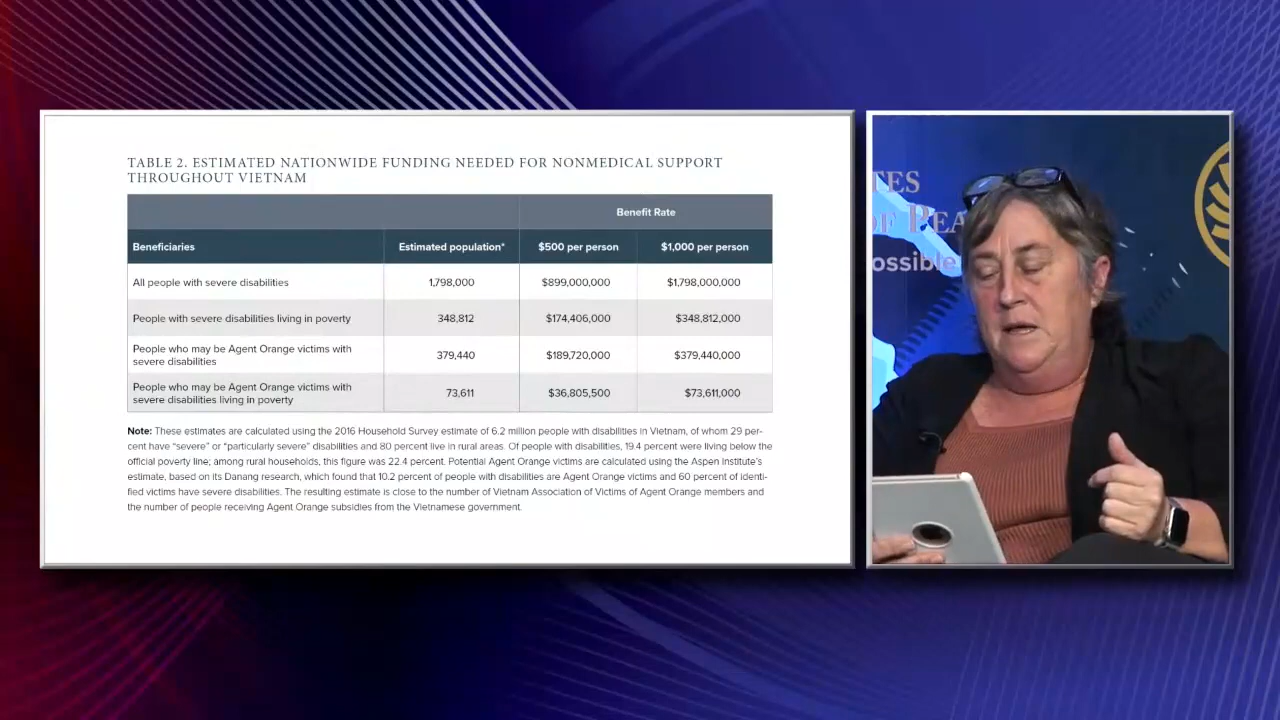 TABLE 2. ESTIMATED NATIONWIDE FUNDING NEEDED FOR NONMEDICAL SUPPORT
THROUGHOUT VIETNAM
Benefit Rate
Beneficiaries Estimated population* $500 per person $1,000 per person
All people with severe disabilities 1,798,000 $899,000,000 $1,798,000,000
People with severe disabilities living in poverty 348,812 $174,406,000 $348,812,000
People who may be Agent Orange victims with
severe disabilities 379,440 $189,720,000 $379,440,000
People who may be Agent Orange victims with
severe disabilities living in poverty 73,611 $36,805,500 $73,611,000
Note: These estimates are calculated using the 2016 Household Survey estimate of 6.2 million people with disabilities in Vietnam, of whom 29 per-
cent have “severe” or “particularly severe” disabilities and 80 percent live in rural areas. Of people with disabilities, 19.4 percent were living below the
official poverty line; among rural households, this figure was 22.4 percent. Potential Agent Orange victims are calculated using the Aspen Institute’s
estimate, based on its Danang research, which found that 10.2 percent of people with disabilities are Agent Orange victims and 60 percent of identi-
fied victims have severe disabilities. The resulting estimate is close to the number of Vietnam Association of Victims of Agent Orange members and
the number of people receiving Agent Orange subsidies from the Vietnamese government.
TES
OF PEA
ossible